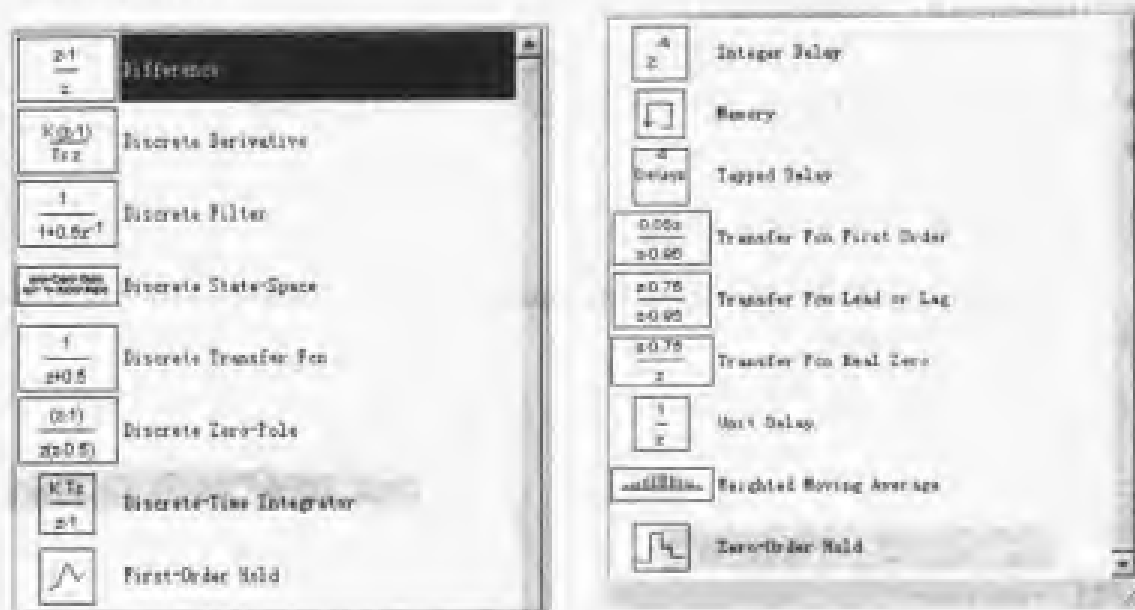 z-1
z
Difference
K(z-1)
Ts z
Discrete Derivative
1
1+0.5z-1
Discrete Filter
Discrete State-Space
1
z+0.5
Discrete Transfer Fcn
(z-1)
z(z-0.5)
Discrete Zero-Pole
K Ts
z-1
Discrete-Time Integrator
First-Order Hold
-4
z
Integer Delay
Memory
4
Delays
Tapped Delay
0.05z
z-0.95
Transfer Fcn First Order
z-0.75
z-0.95
Transfer Fcn Lead or Lag
z-0.75
z
Transfer Fcn Real Zero
1
z
Unit Delay
Weighted Moving Average
Zero-Order Hold